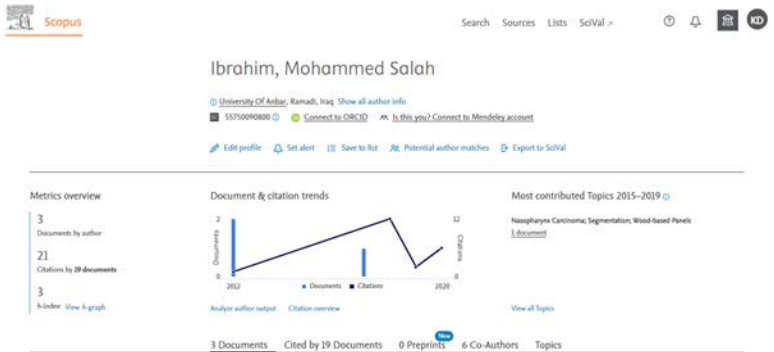 Scopus
Search Sources Lists SciVal ↗
KD
Ibrahim, Mohammed Salah
University Of Anbar, Ramadi, Iraq Show all author info
55750090800 Connect to ORCID Is this you? Connect to Mendeley account
Edit profile Set alert Save to list Potential author matches Export to SciVal
Metrics overview
3
Documents by author
21
Citations by 19 documents
3
h-index: View h-graph
Document & citation trends
2
12
Documents
Citations
0
0
2012
2020
Documents Citations
Analyze author output Citation overview
Most contributed Topics 2015–2019
Nasopharynx Carcinoma; Segmentation; Wood-based Panels
1 document
View all Topics
New
3 Documents Cited by 19 Documents 0 Preprints 6 Co-Authors Topics